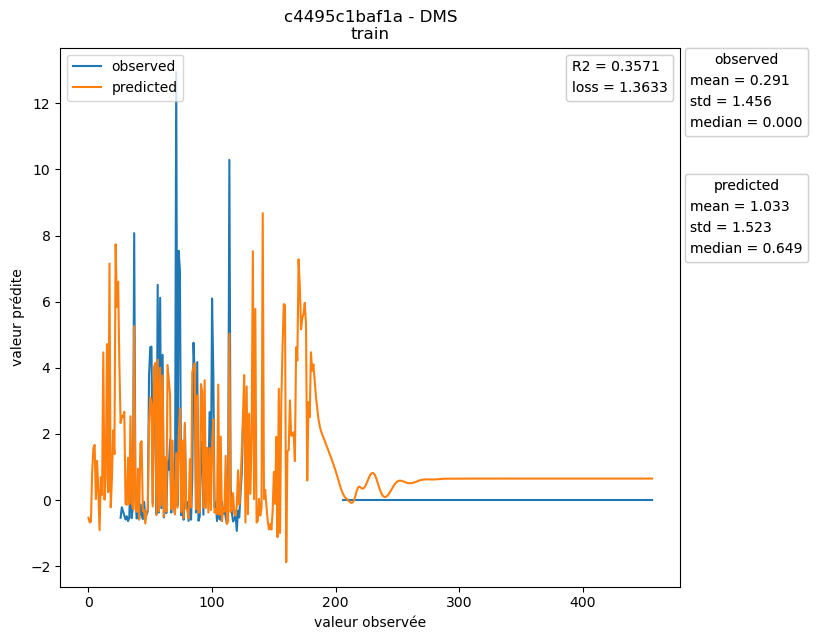 c4495c1baf1a - DMS
train
observed
predicted
R2 = 0.3571
loss = 1.3633
observed
mean = 0.291
std = 1.456
median = 0.000
predicted
mean = 1.033
std = 1.523
median = 0.649
valeur prédite
12
10
8
6
4
2
0
−2
0
100
200
300
400
valeur observée